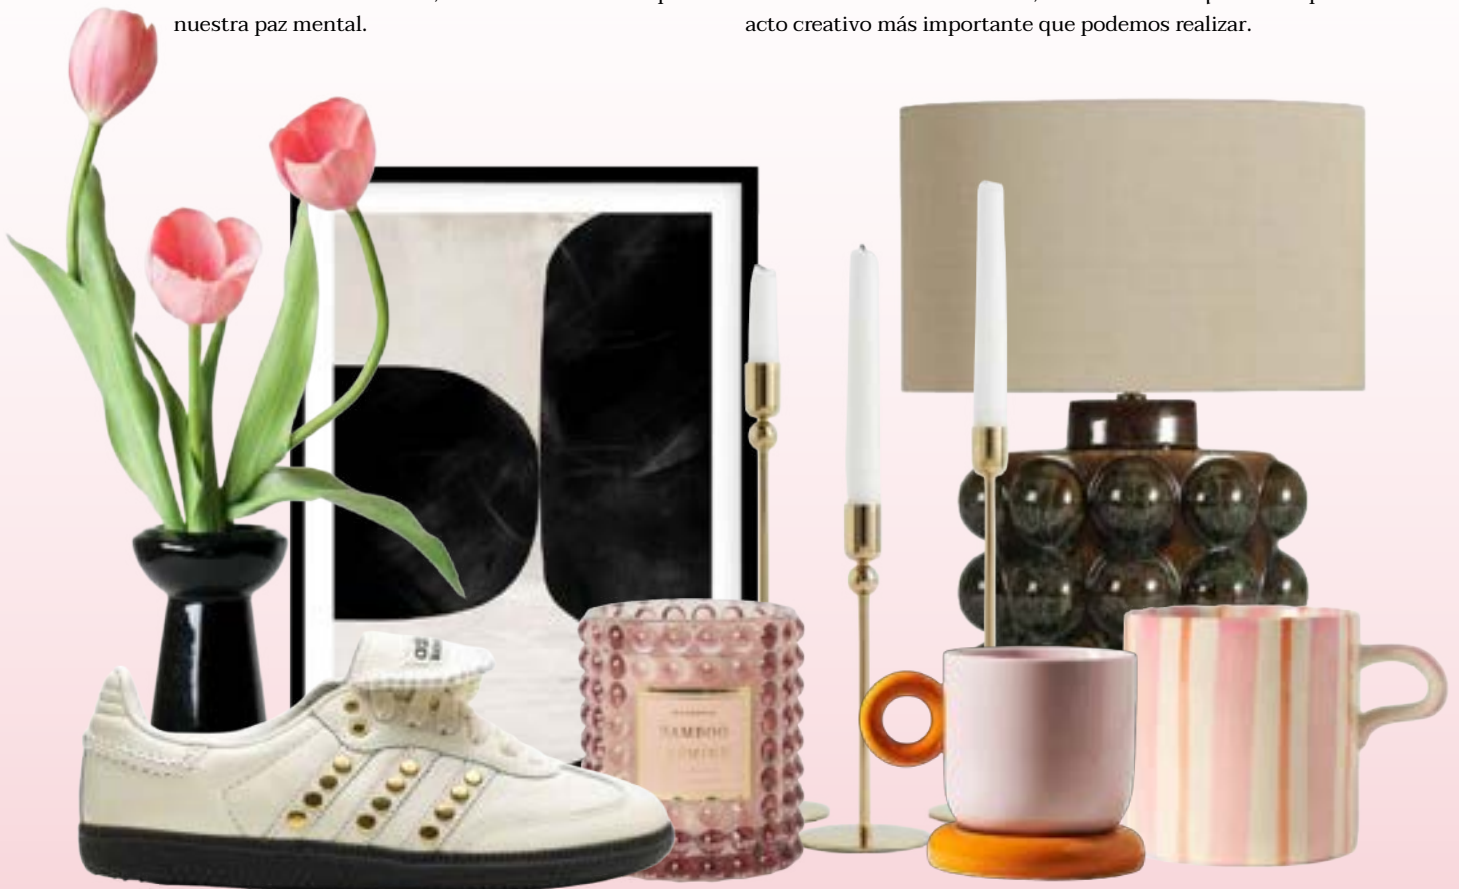 nuestra paz mental.
acto creativo más importante que podemos realizar.
BAMBOO